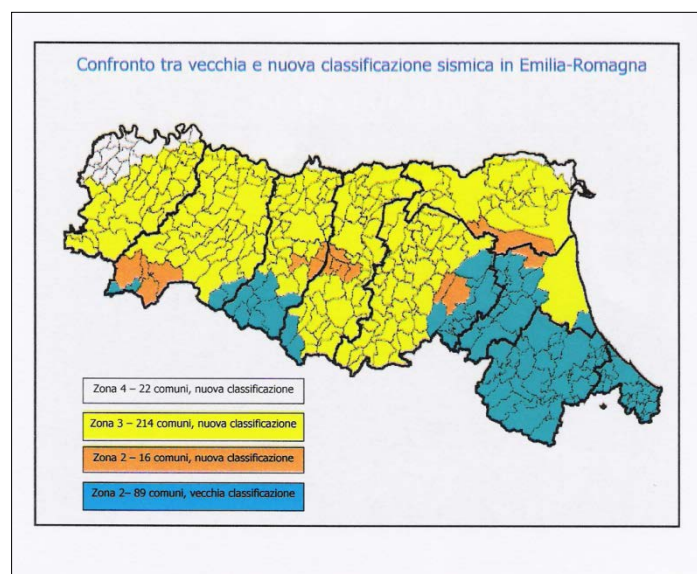 Confronto tra vecchia e nuova classificazione sismica in Emilia-Romagna
Zona 4 – 22 comuni, nuova classificazione
Zona 3 – 214 comuni, nuova classificazione
Zona 2 – 16 comuni, nuova classificazione
Zona 2– 89 comuni, vecchia classificazione